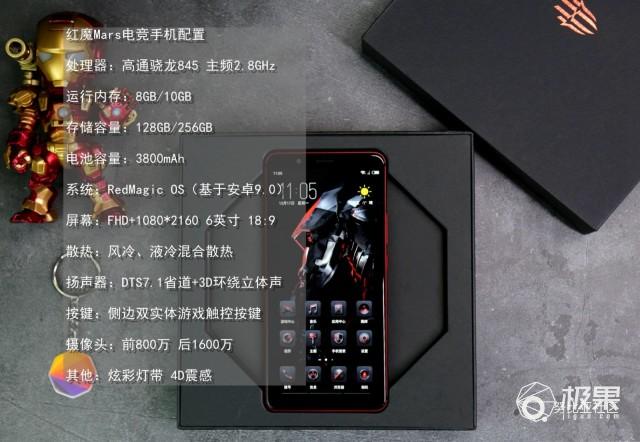 红魔Mars电竞手机配置
处理器：高通骁龙845 主频2.8GHz
运行内存：8GB/10GB
存储容量：128GB/256GB
电池容量：3800mAh
系统：RedMagic OS（基于安卓9.0）
屏幕：FHD+1080*2160 6英寸 18:9
散热：风冷、液冷混合散热
扬声器：DTS7.1省道+3D环绕立体声
按键：侧边双实体游戏触控按键
摄像头：前800万 后1600万
其他：炫彩灯带 4D震感
11:05
11:05
极果